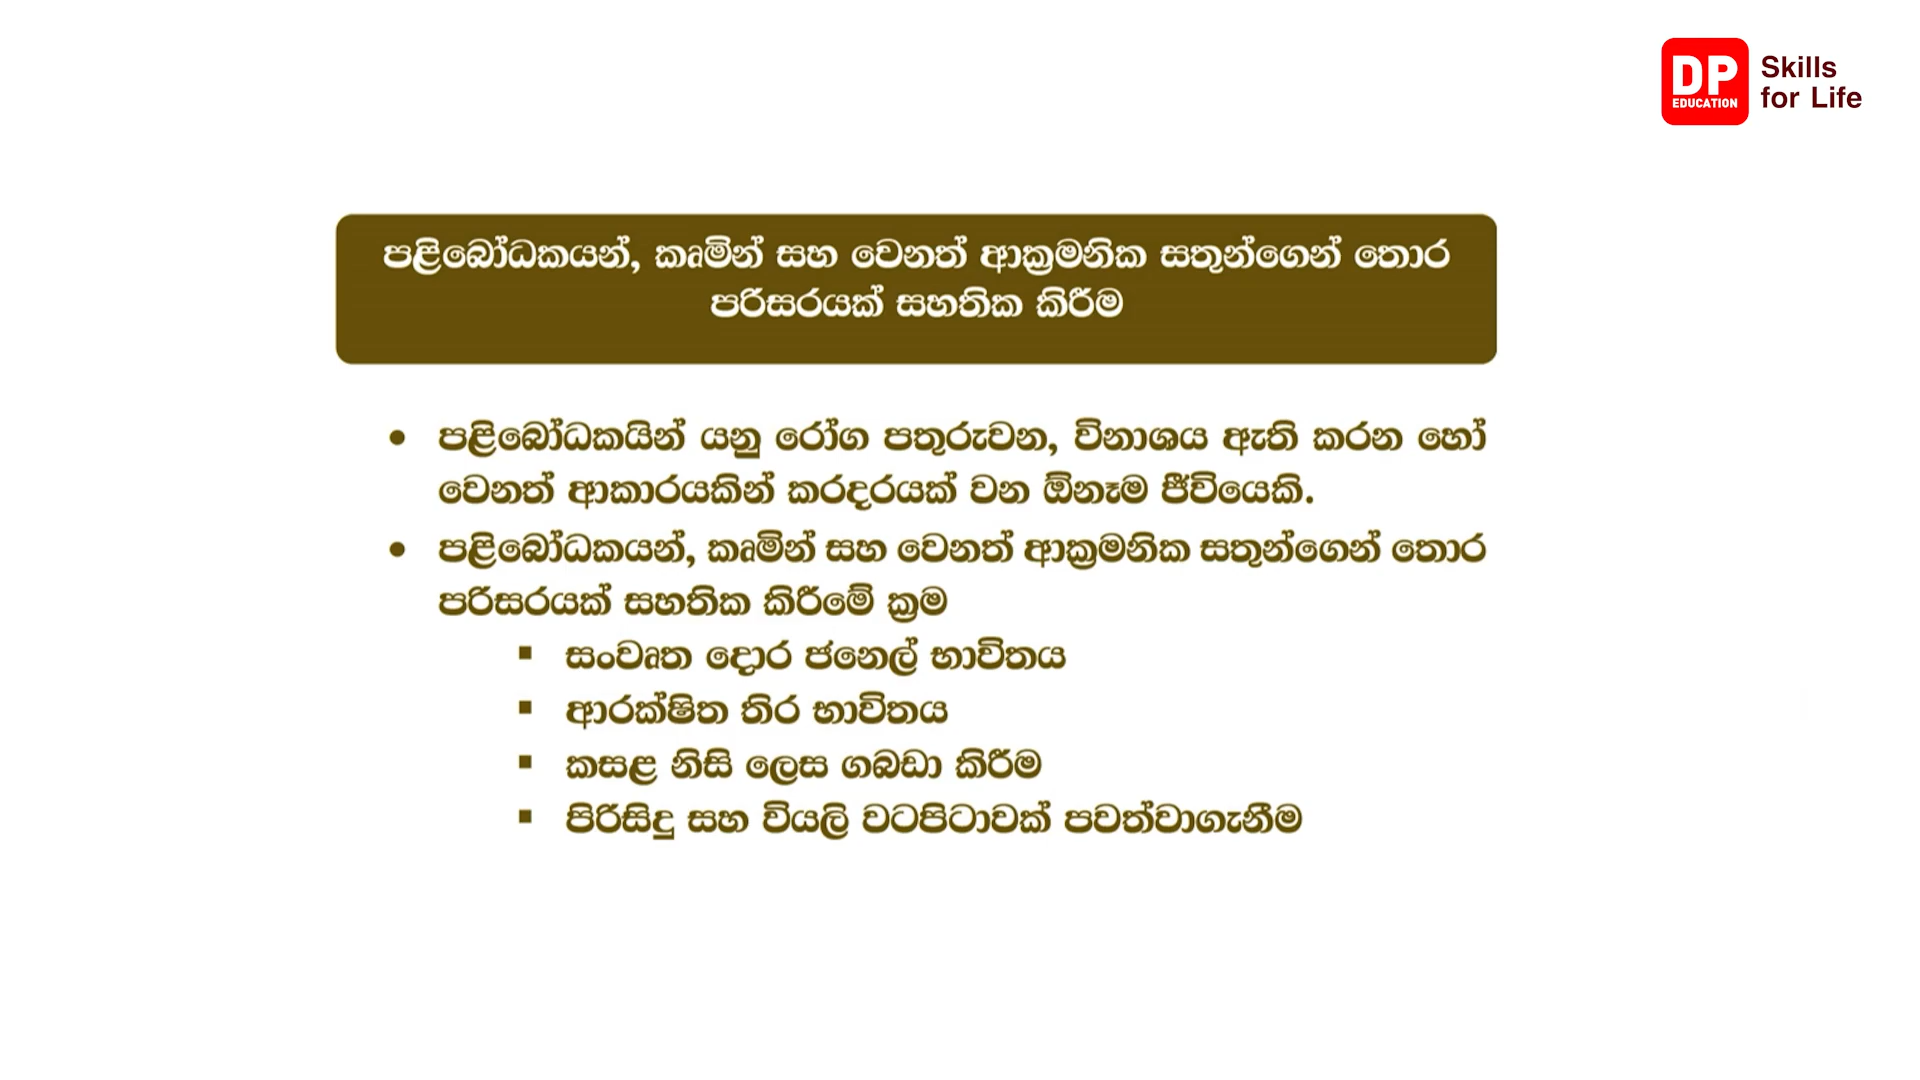 DP
EDUCATION
Skills
for Life
පළිබෝධකයන්, කෘමින් සහ වෙනත් ආක්‍රමනික සතුන්ගෙන් තොර
පරිසරයක් සහතික කිරීම
• පළිබෝධකයින් යනු රෝග පතුරුවන, විනාශය ඇති කරන හෝ
වෙනත් ආකාරයකින් කරදරයක් වන ඕනෑම ජීවියෙකි.
• පළිබෝධකයන්, කෘමින් සහ වෙනත් ආක්‍රමනික සතුන්ගෙන් තොර
පරිසරයක් සහතික කිරීමේ ක්‍රම
▪ සංවෘත දොර ජනෙල් භාවිතය
▪ ආරක්ෂිත තිර භාවිතය
▪ කසළ නිසි ලෙස ගබඩා කිරීම
▪ පිරිසිදු සහ වියලි වටපිටාවක් පවත්වාගැනීම